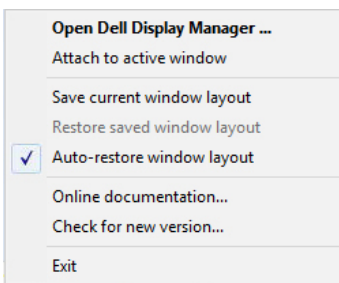 Open Dell Display Manager ...
Attach to active window
Save current window layout
Restore saved window layout
Auto-restore window layout
Online documentation...
Check for new version...
Exit